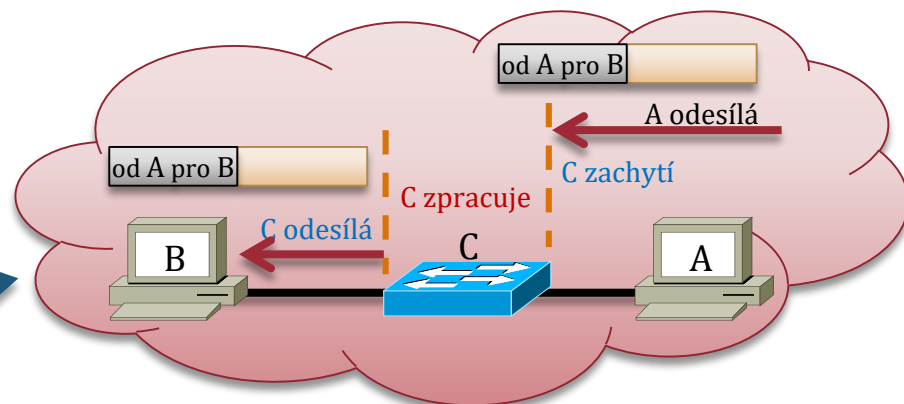 od A pro B
A odesílá
od A pro B
C zachytí
C zpracuje
C odesílá
B
C
A